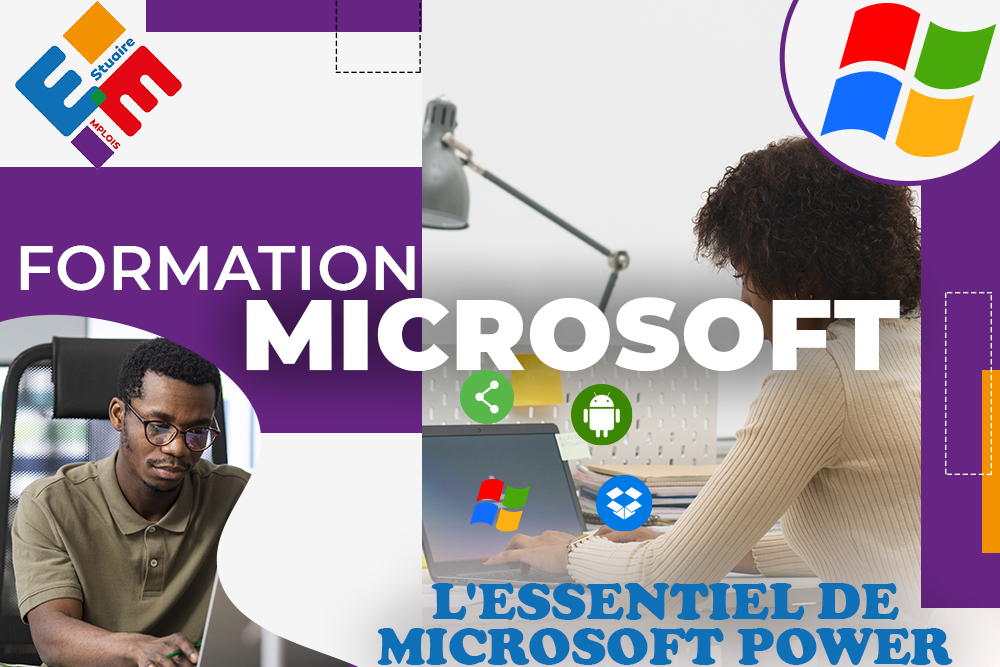 Stuaire
MPLOIS
FORMATION
MICROSOFT
L'ESSENTIEL DE
MICROSOFT POWER